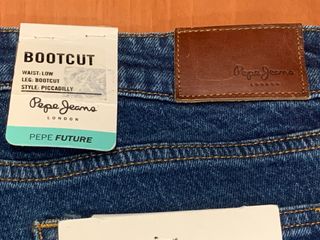 BOOTCUT
WAIST: LOW
LEG: BOOTCUT
STYLE: PICCADILLY
Pepe Jeans
LONDON
PEPE FUTURE
Pepe Jeans
LONDON